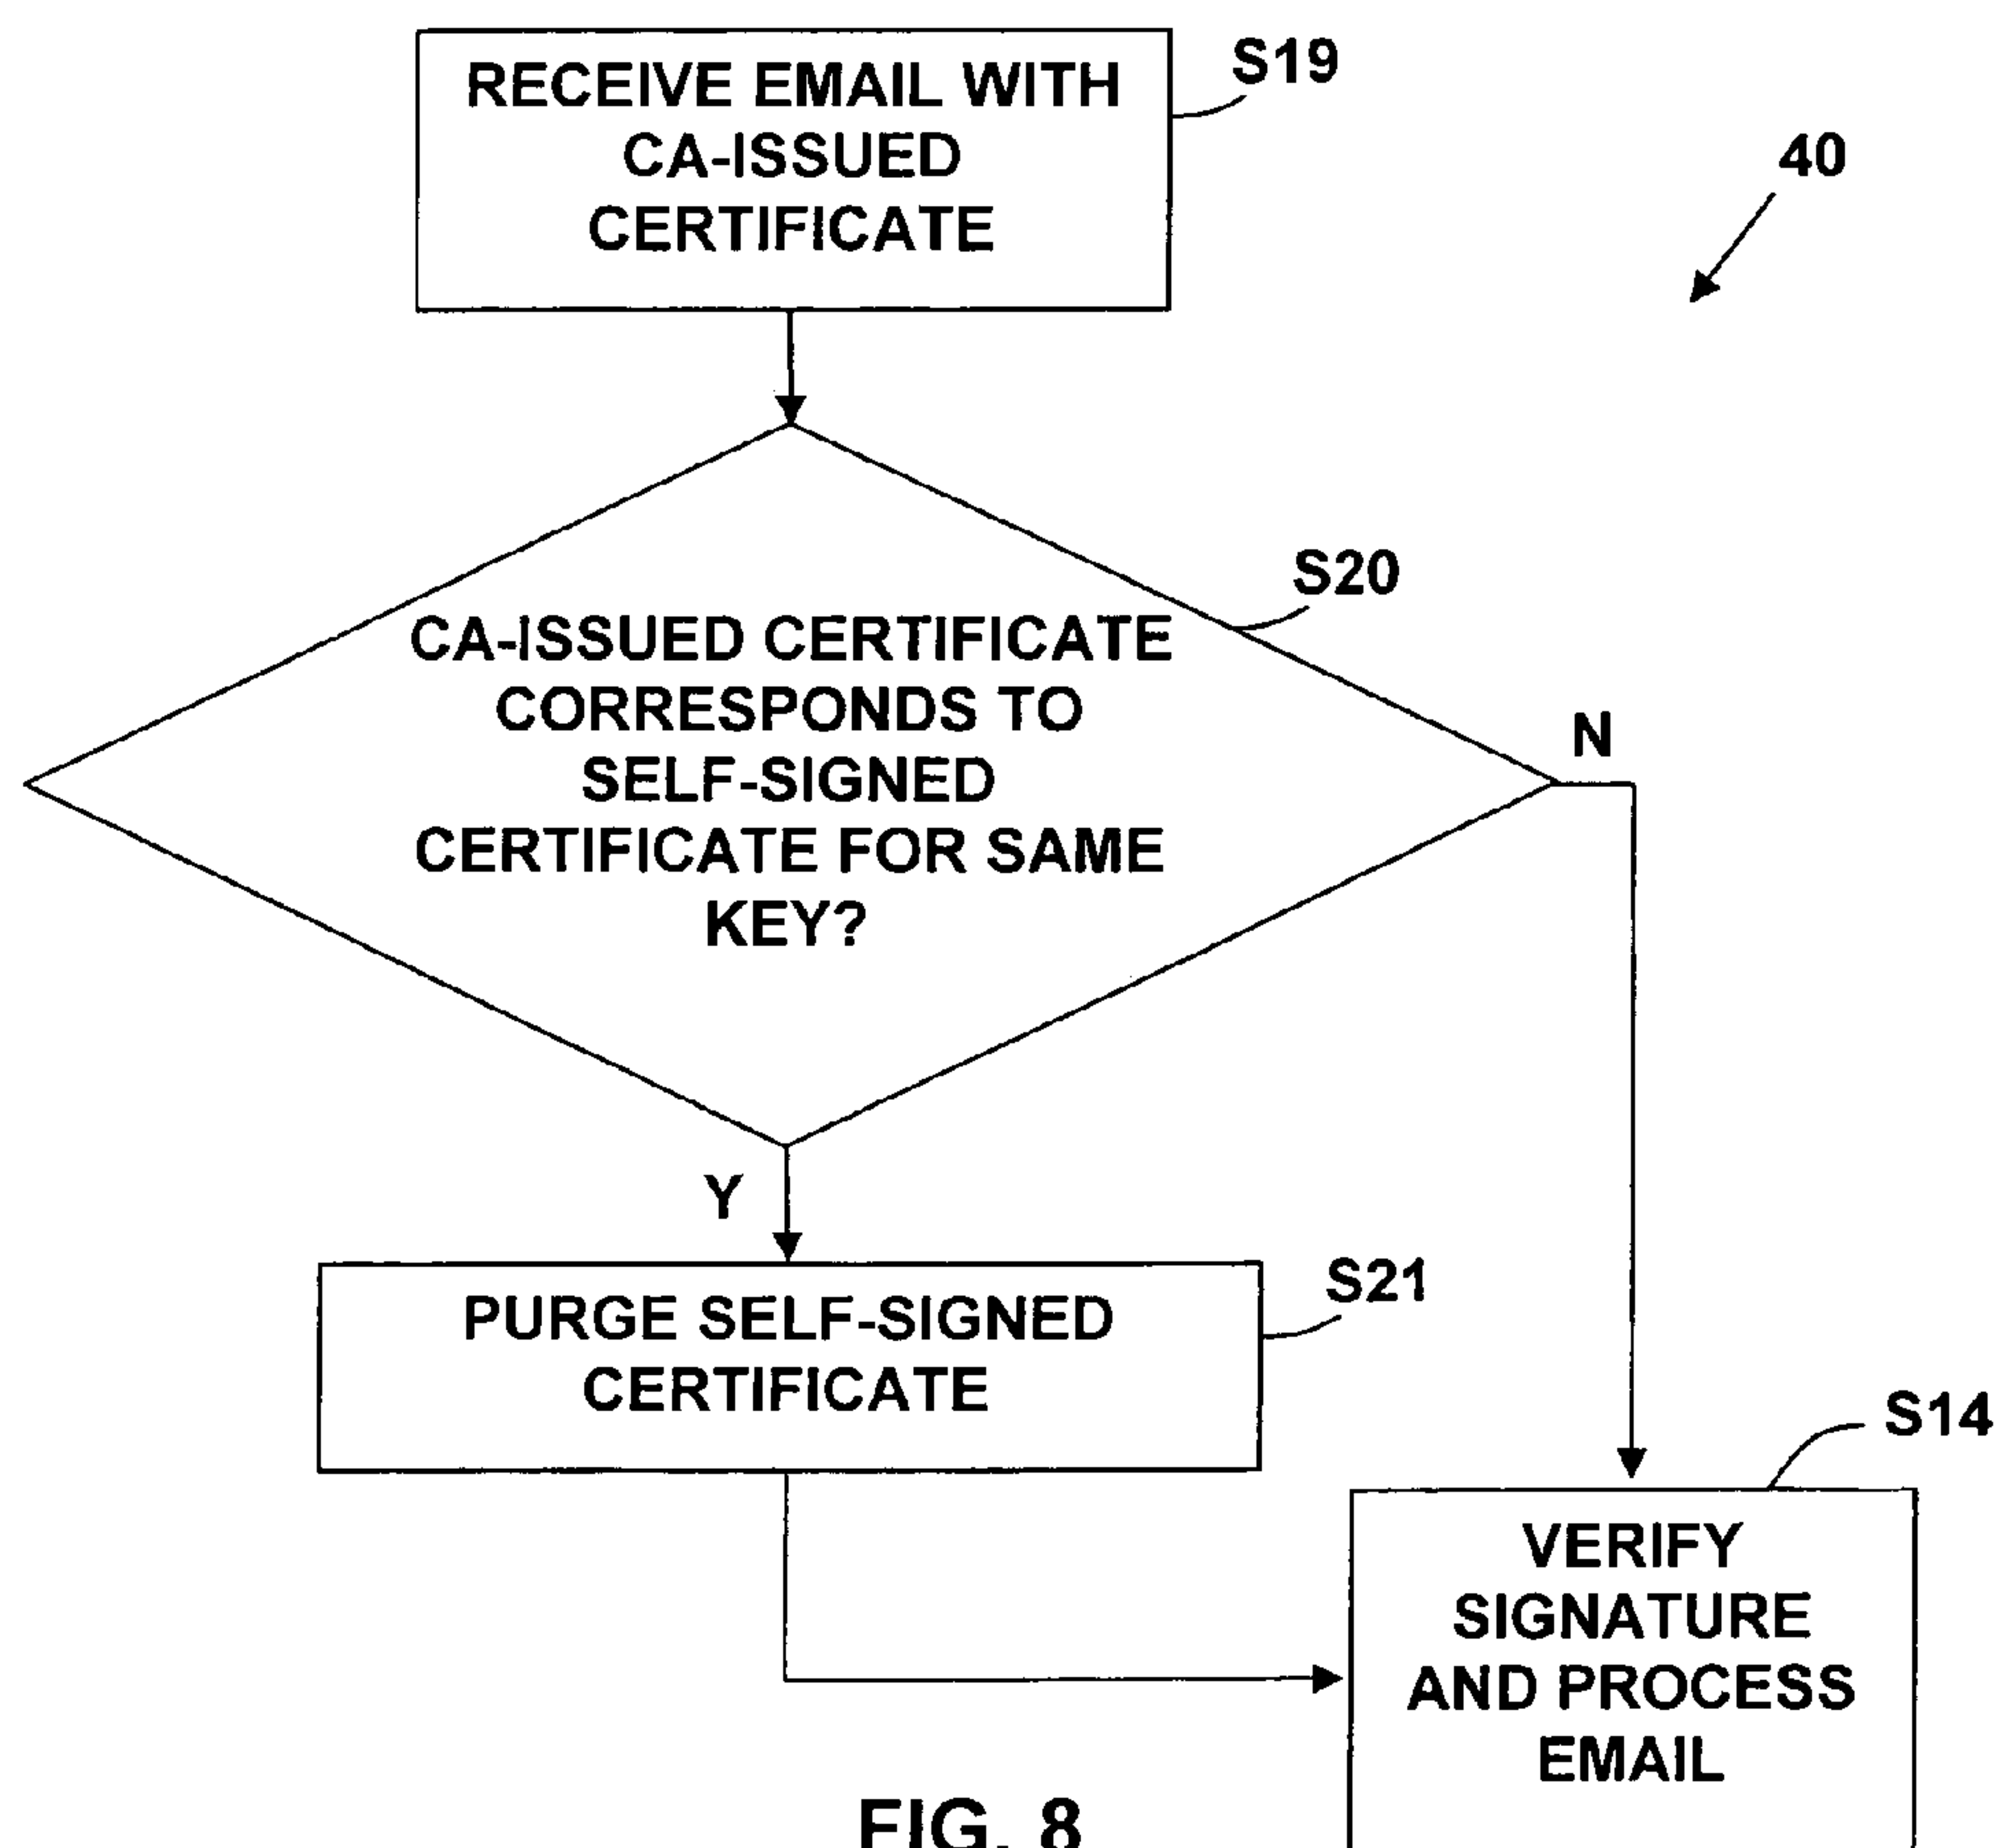 RECEIVE EMAIL WITH
CA-ISSUED
CERTIFICATE
S19
40
S20
CA-ISSUED CERTIFICATE
CORRESPONDS TO
SELF-SIGNED
CERTIFICATE FOR SAME
KEY?
N
Y
S21
PURGE SELF-SIGNED
CERTIFICATE
S14
VERIFY
SIGNATURE
AND PROCESS
EMAIL
FIG. 8